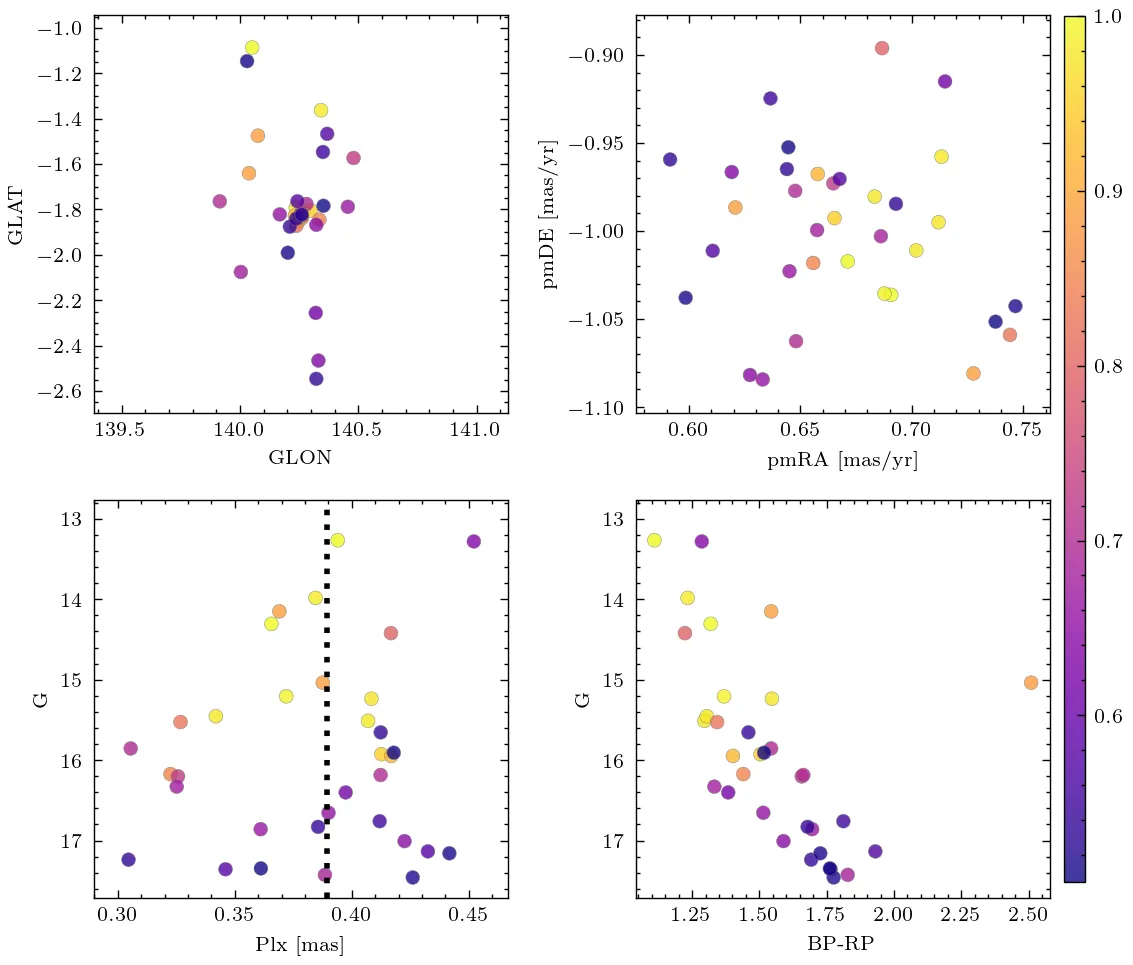 −1.0
−1.2
−1.4
−1.6
−1.8
−2.0
−2.2
−2.4
−2.6
GLAT
139.5 140.0 140.5 141.0
GLON
−0.90
−0.95
−1.00
−1.05
−1.10
pmDE [mas/yr]
0.60 0.65 0.70 0.75
pmRA [mas/yr]
1.0
0.9
0.8
0.7
0.6
13
14
15
16
17
G
0.30 0.35 0.40 0.45
Plx [mas]
13
14
15
16
17
G
1.25 1.50 1.75 2.00 2.25 2.50
BP-RP